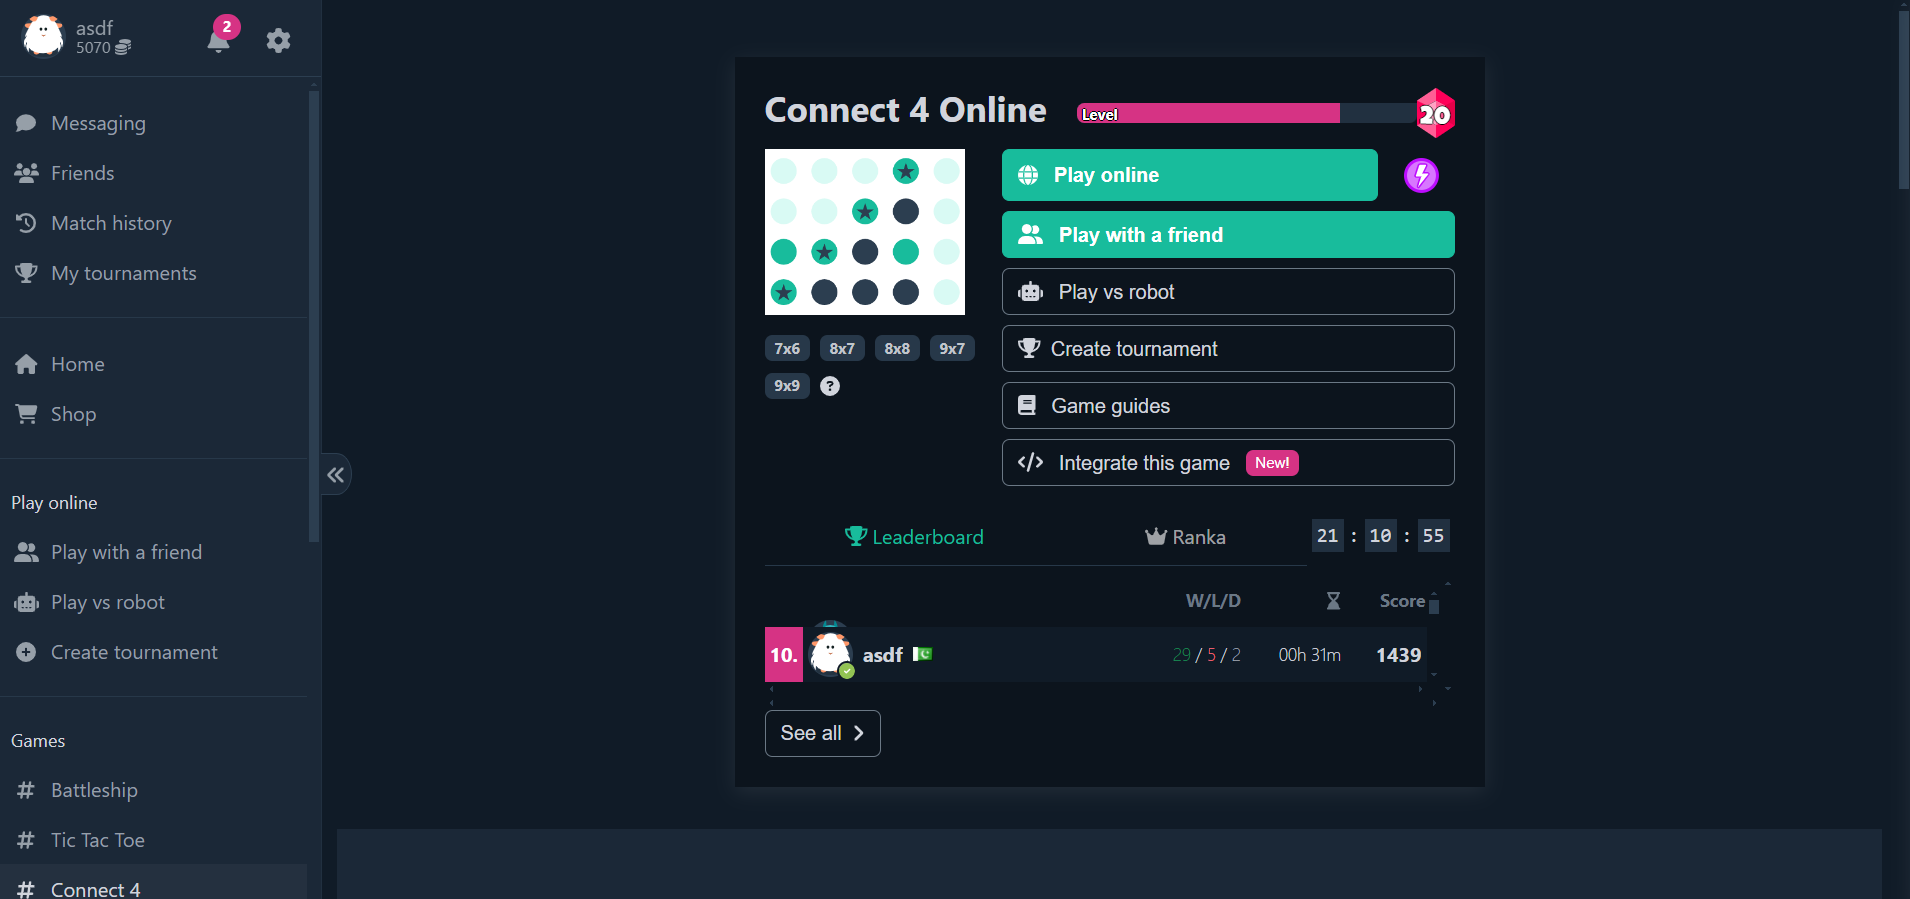 asdf
5070
2
Messaging
Friends
Match history
My tournaments
Home
Shop
Play online
Play with a friend
Play vs robot
Create tournament
Games
# Battleship
# Tic Tac Toe
# Connect 4
Connect 4 Online
Level
20
Play online
Play with a friend
Play vs robot
Create tournament
Game guides
</> Integrate this game New!
7x6 8x7 8x8 9x7
9x9 ?
Leaderboard Ranka 21 : 10 : 55
W/L/D Score
10. asdf 29 / 5 / 2 00h 31m 1439
See all